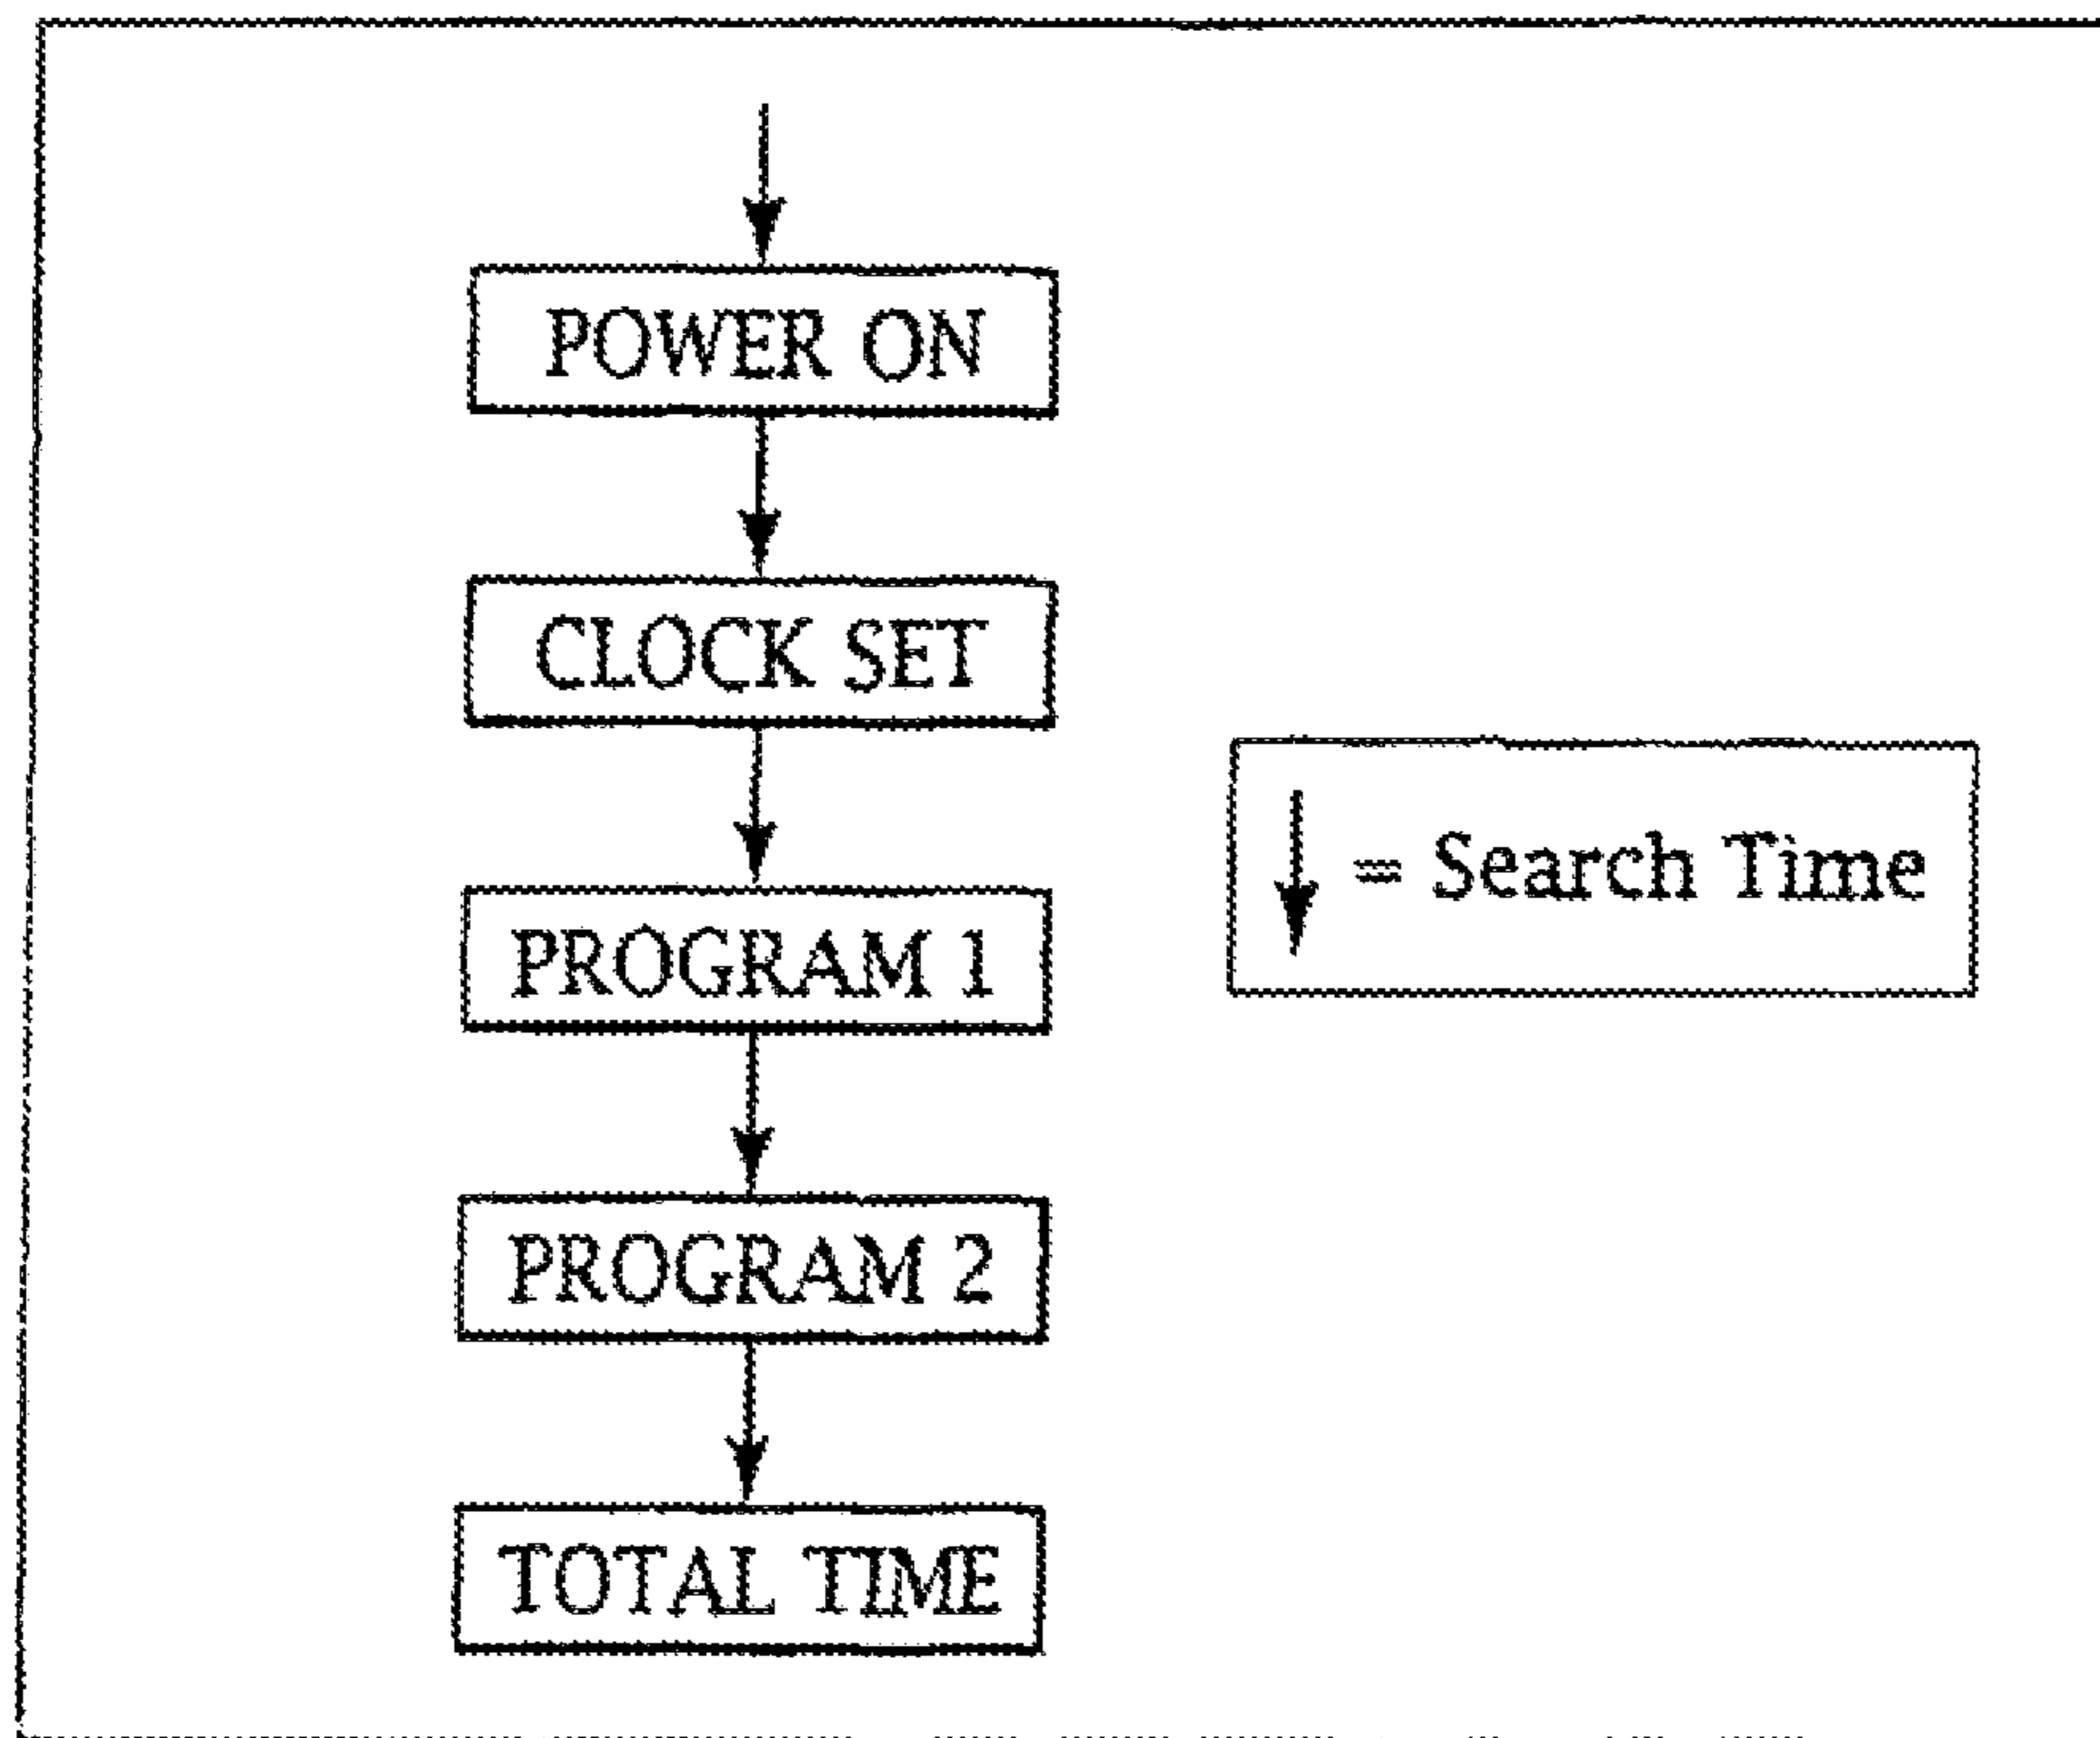 POWER ON
CLOCK SET
PROGRAM 1
= Search Time
PROGRAM 2
TOTAL TIME